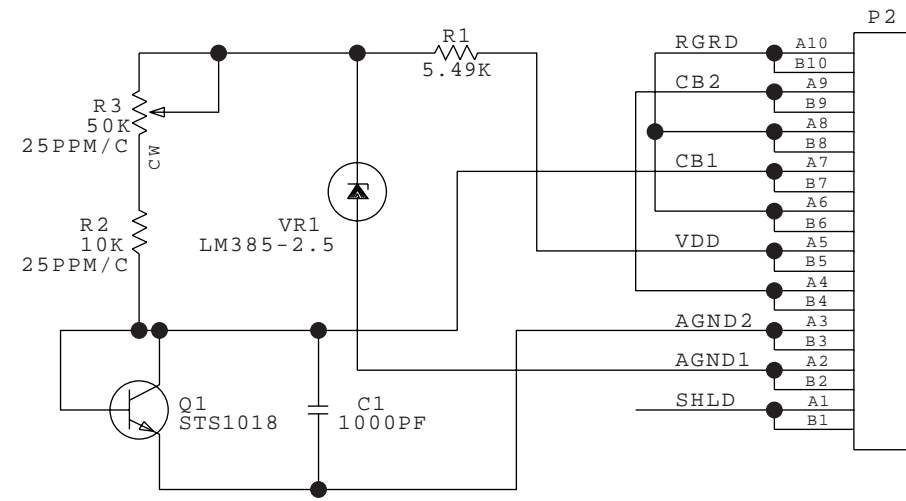 P2
R1
5.49K
RGRD
A10
B10
CB2
A9
B9
R3
50K
25PPM/C
CW
A8
B8
CB1
A7
B7
A6
B6
R2
10K
25PPM/C
VR1
LM385-2.5
VDD
A5
B5
A4
B4
AGND2
A3
B3
AGND1
A2
B2
Q1
STS1018
C1
1000PF
SHLD
A1
B1